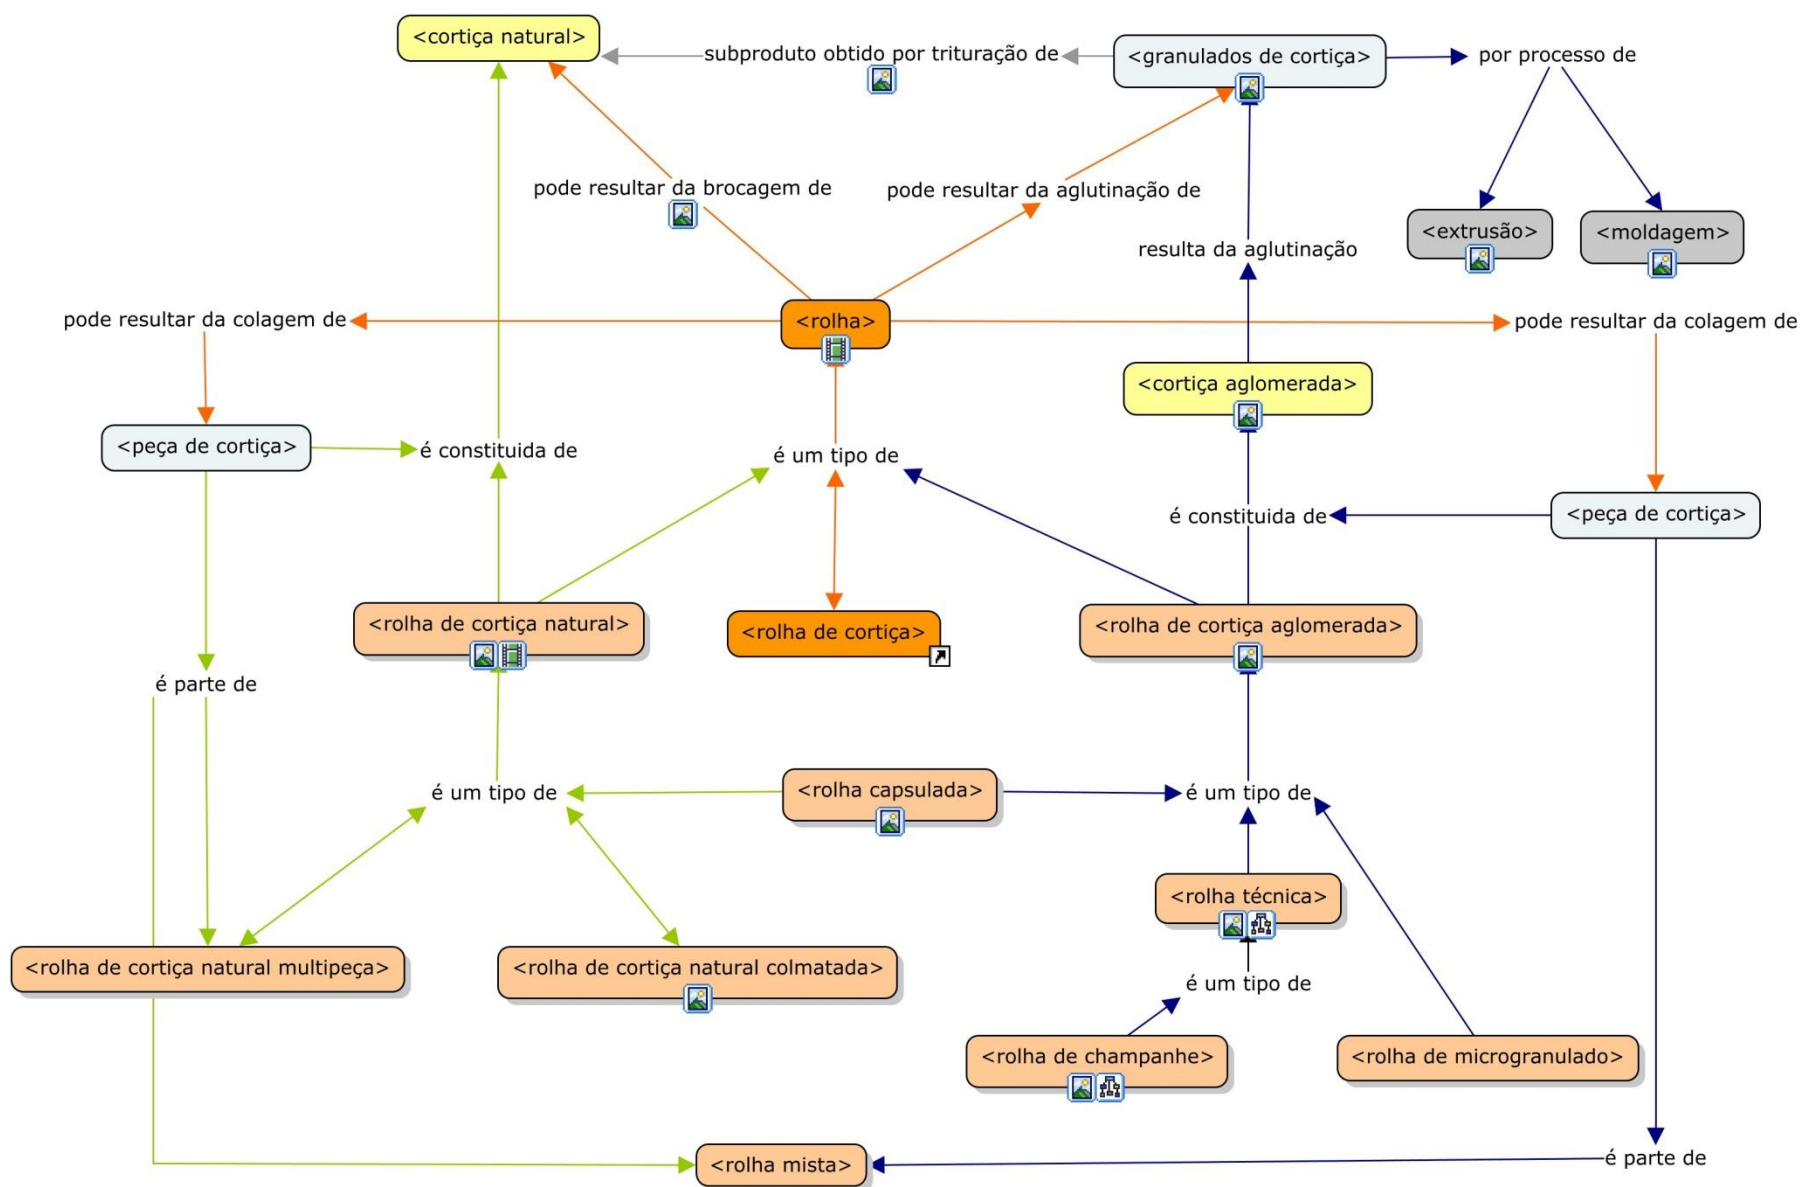 <cortiça natural>
subproduto obtido por trituração de
<granulados de cortiça>
por processo de
pode resultar da brocagem de
pode resultar da aglutinação de
<extrusão>
<moldagem>
resulta da aglutinação
pode resultar da colagem de
<rolha>
pode resultar da colagem de
<cortiça aglomerada>
<peça de cortiça>
é constituida de
é um tipo de
é constituida de
<peça de cortiça>
<rolha de cortiça natural>
<rolha de cortiça>
<rolha de cortiça aglomerada>
é parte de
é um tipo de
<rolha capsulada>
é um tipo de
<rolha técnica>
<rolha de cortiça natural multipeça>
<rolha de cortiça natural colmatada>
é um tipo de
<rolha de champanhe>
<rolha de microgranulado>
<rolha mista>
é parte de